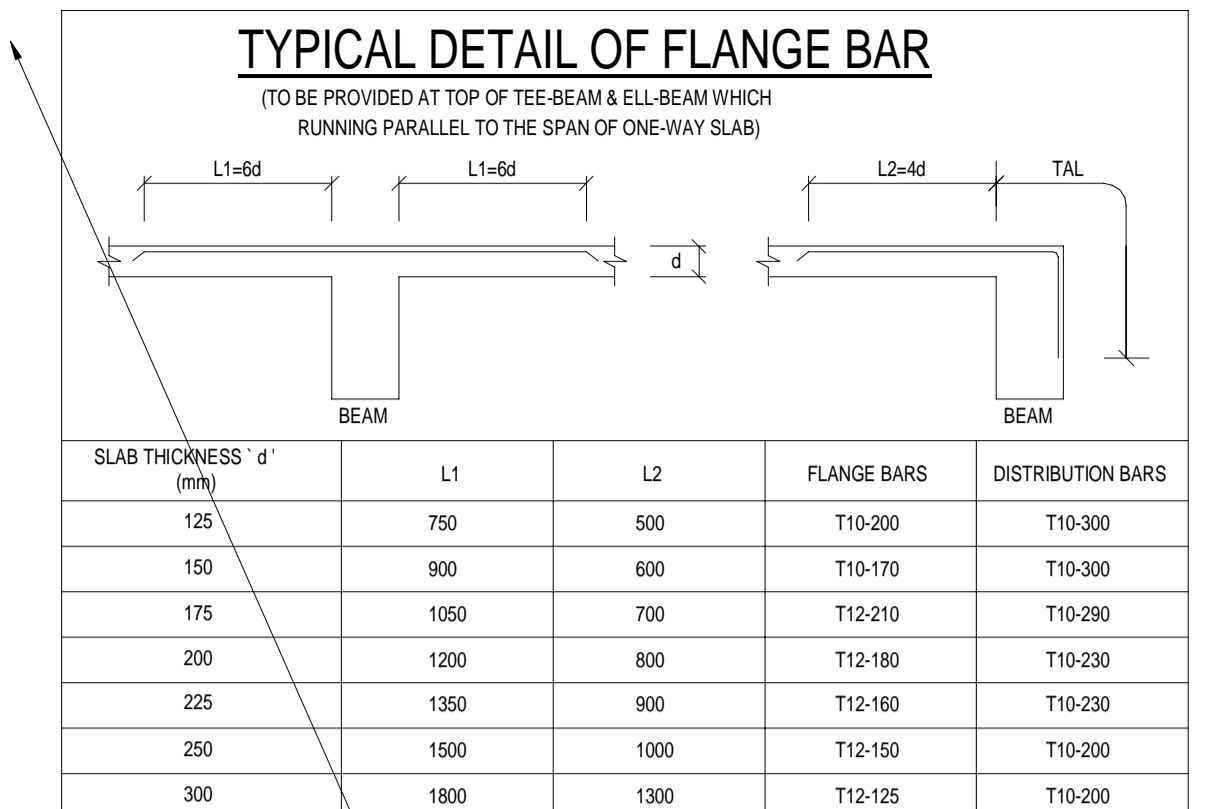 TYPICAL DETAIL OF FLANGE BAR
(TO BE PROVIDED AT TOP OF TEE-BEAM & ELL-BEAM WHICH
RUNNING PARALLEL TO THE SPAN OF ONE-WAY SLAB)
L1=6d L1=6d L2=4d TAL
d
BEAM BEAM
SLAB THICKNESS ` d ' (mm) L1 L2 FLANGE BARS DISTRIBUTION BARS
125 750 500 T10-200 T10-300
150 900 600 T10-170 T10-300
175 1050 700 T12-210 T10-290
200 1200 800 T12-180 T10-230
225 1350 900 T12-160 T10-230
250 1500 1000 T12-150 T10-200
300 1800 1300 T12-125 T10-200